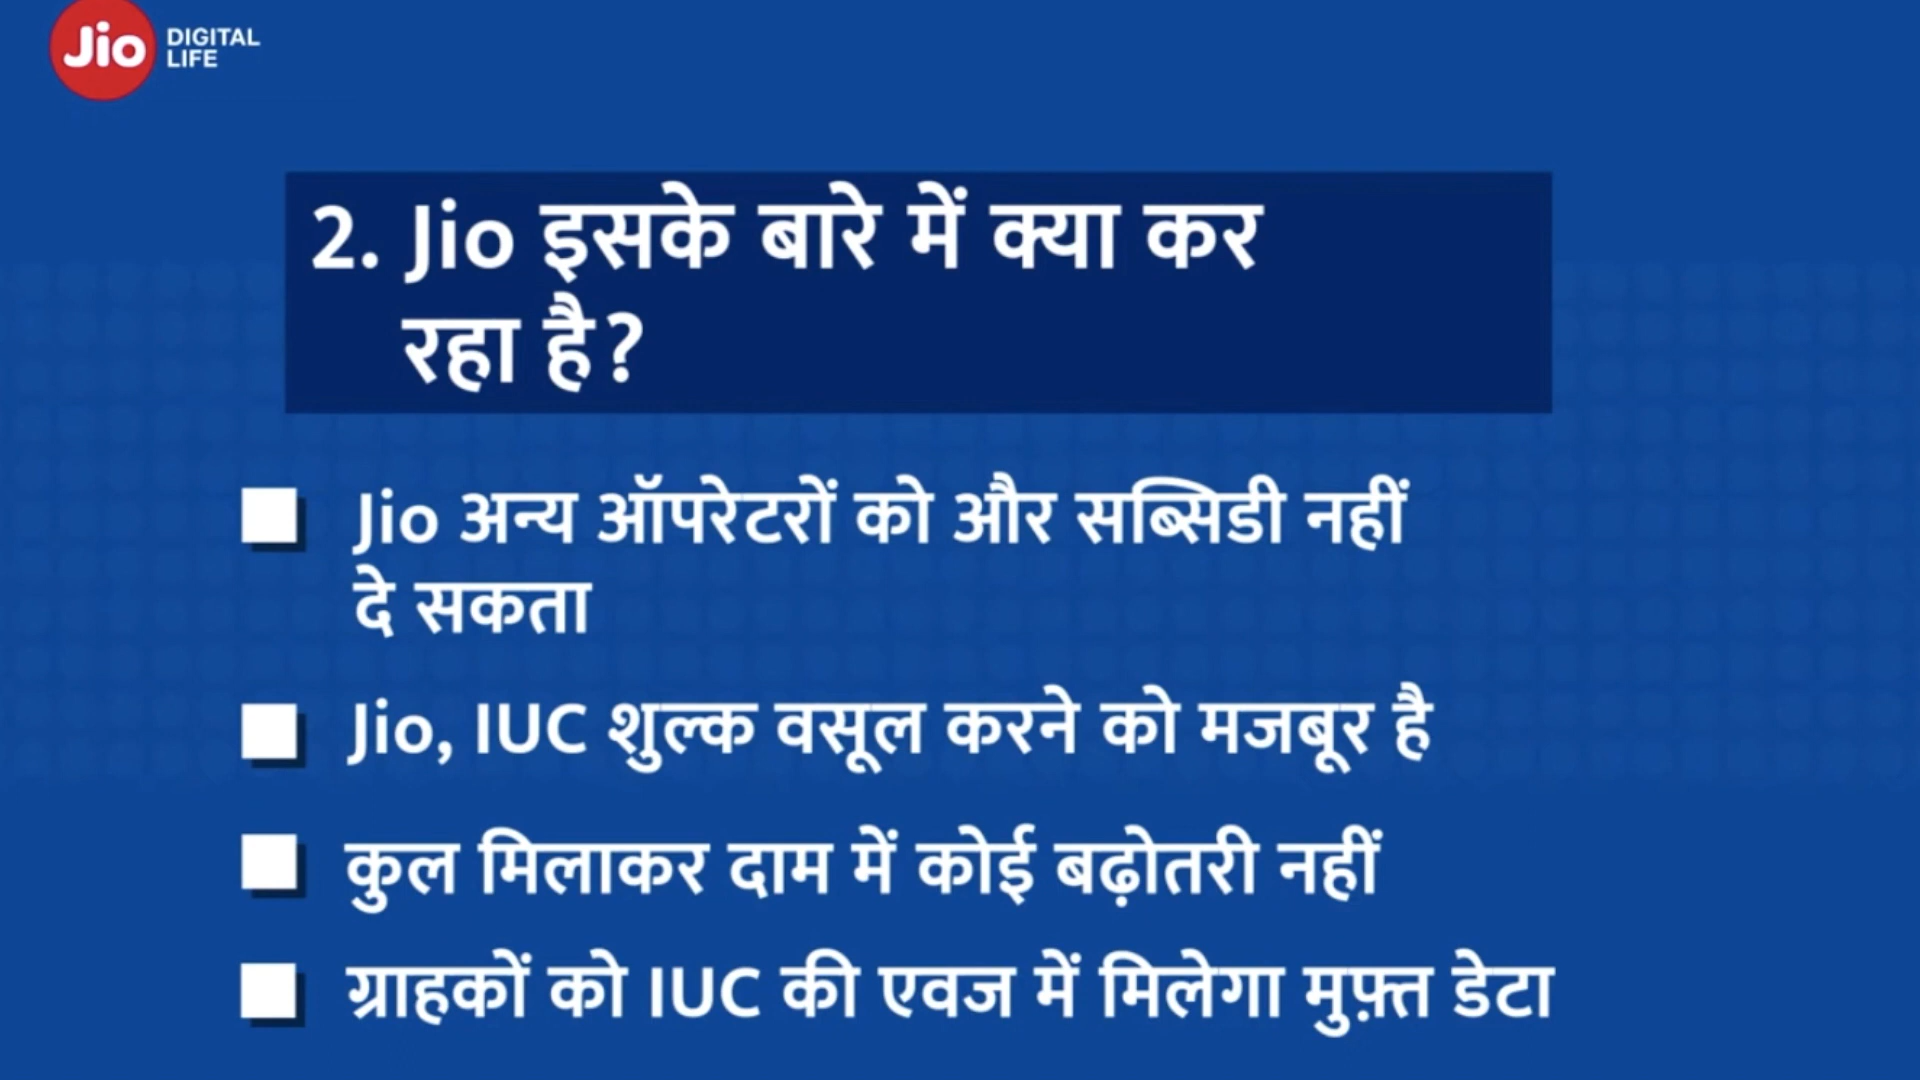 Jio DIGITAL
LIFE
2. Jio इसके बारे में क्या कर
रहा है?
Jio अन्य ऑपरेटरों को और सब्सिडी नहीं
दे सकता
Jio, IUC शुल्क वसूल करने को मजबूर है
कुल मिलाकर दाम में कोई बढ़ोतरी नहीं
ग्राहकों को IUC की एवज में मिलेगा मुफ़्त डेटा